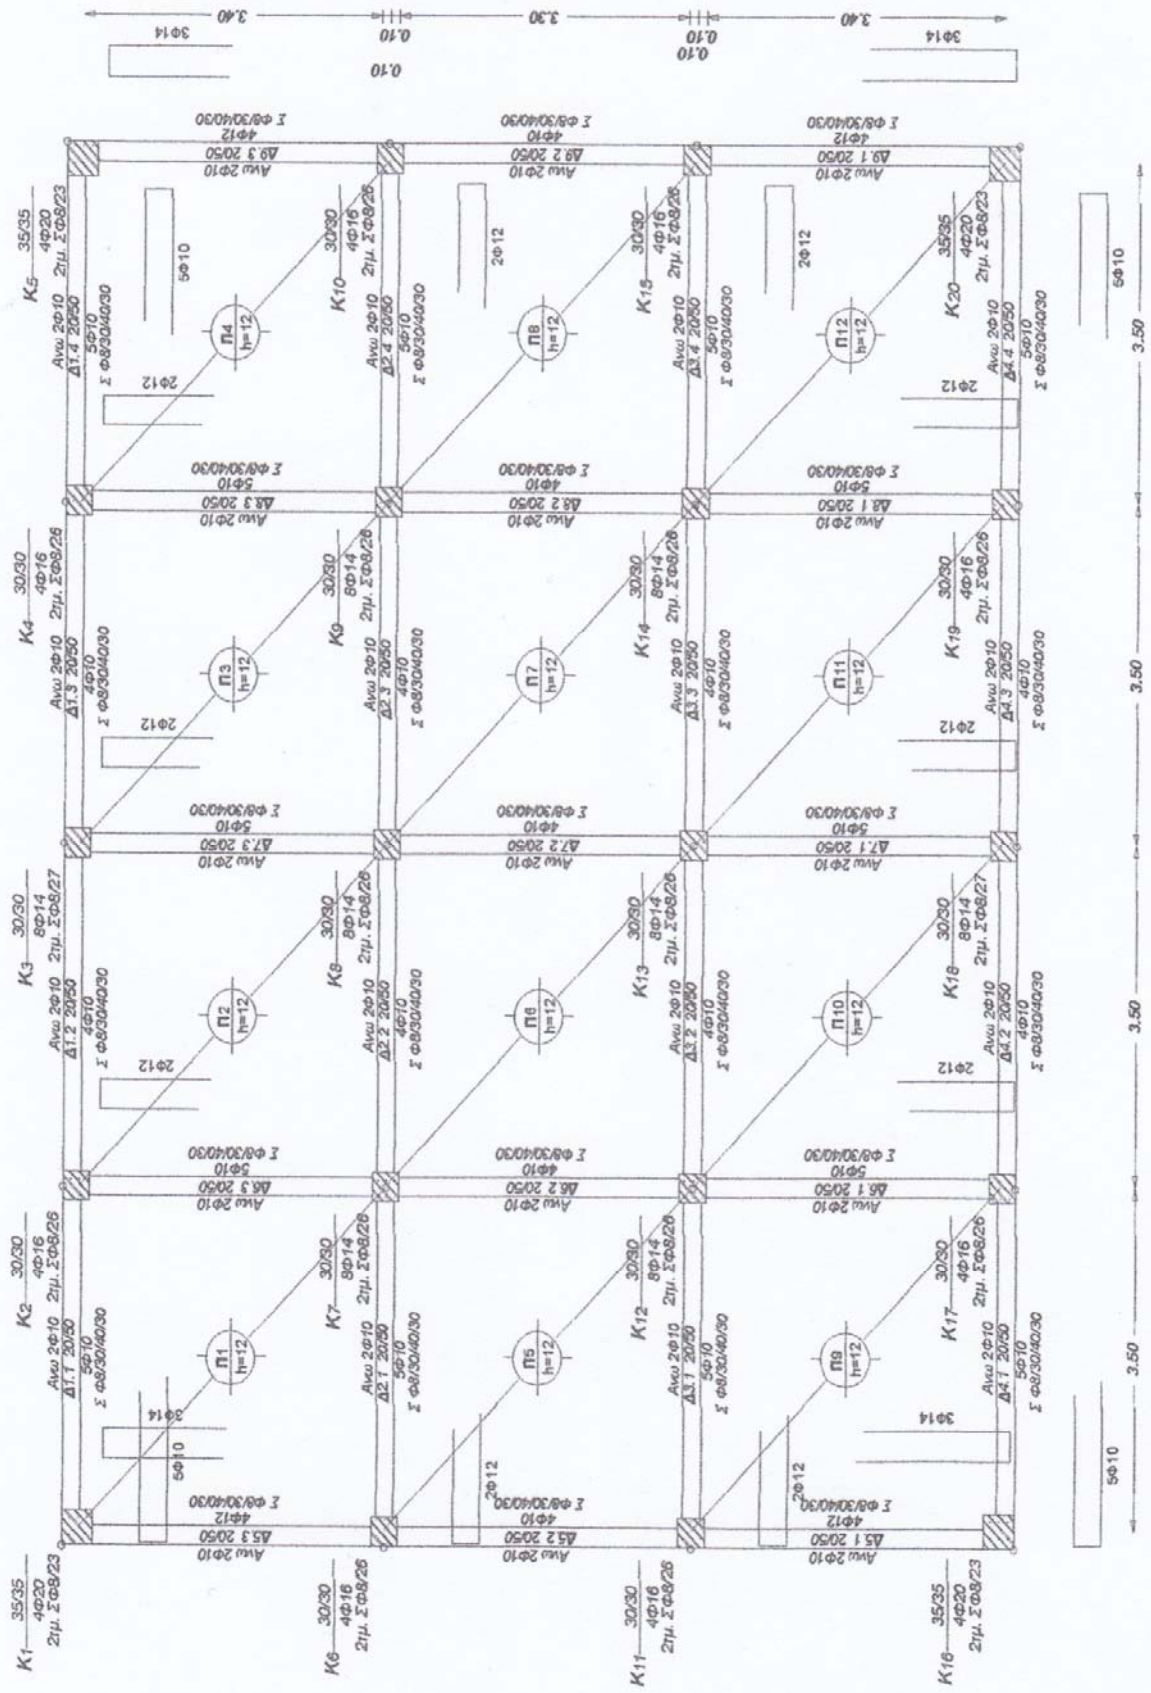 K1 35/35
4Φ20
2τμ. ΣΦ8/23
K2 30/30
4Φ16
2τμ. ΣΦ8/26
K3 30/30
8Φ14
2τμ. ΣΦ8/27
K4 30/30
4Φ16
2τμ. ΣΦ8/26
K5 35/35
4Φ20
2τμ. ΣΦ8/23
Ανω 2Φ10
Δ1.1 20/50
5Φ10
Σ Φ8/30/40/30
Ανω 2Φ10
Δ1.2 20/50
4Φ10
Σ Φ8/30/40/30
Ανω 2Φ10
Δ1.3 20/50
4Φ10
Σ Φ8/30/40/30
Ανω 2Φ10
Δ1.4 20/50
5Φ10
Σ Φ8/30/40/30
3Φ14
5Φ10
2Φ12
2Φ12
2Φ12
5Φ10
3Φ14
Ανω 2Φ10
Δ5.3 20/50
4Φ12
Σ Φ8/30/40/30
Π1
h=12
Ανω 2Φ10
Δ6.3 20/50
5Φ10
Σ Φ8/30/40/30
Π2
h=12
Ανω 2Φ10
Δ7.3 20/50
5Φ10
Σ Φ8/30/40/30
Π3
h=12
Ανω 2Φ10
Δ8.3 20/50
5Φ10
Σ Φ8/30/40/30
Π4
h=12
Ανω 2Φ10
Δ9.3 20/50
4Φ12
Σ Φ8/30/40/30
3.40
K6 30/30
4Φ16
2τμ. ΣΦ8/26
K7 30/30
8Φ14
2τμ. ΣΦ8/26
K8 30/30
8Φ14
2τμ. ΣΦ8/26
K9 30/30
8Φ14
2τμ. ΣΦ8/26
K10 30/30
4Φ16
2τμ. ΣΦ8/26
0.10
0.10
Ανω 2Φ10
Δ2.1 20/50
5Φ10
Σ Φ8/30/40/30
Ανω 2Φ10
Δ2.2 20/50
4Φ10
Σ Φ8/30/40/30
Ανω 2Φ10
Δ2.3 20/50
4Φ10
Σ Φ8/30/40/30
Ανω 2Φ10
Δ2.4 20/50
5Φ10
Σ Φ8/30/40/30
2Φ12
2Φ12
Ανω 2Φ10
Δ5.2 20/50
4Φ10
Σ Φ8/30/40/30
Π5
h=12
Ανω 2Φ10
Δ6.2 20/50
4Φ10
Σ Φ8/30/40/30
Π6
h=12
Ανω 2Φ10
Δ7.2 20/50
4Φ10
Σ Φ8/30/40/30
Π7
h=12
Ανω 2Φ10
Δ8.2 20/50
4Φ10
Σ Φ8/30/40/30
Π8
h=12
Ανω 2Φ10
Δ9.2 20/50
4Φ10
Σ Φ8/30/40/30
3.30
K11 30/30
4Φ16
2τμ. ΣΦ8/26
K12 30/30
8Φ14
2τμ. ΣΦ8/26
K13 30/30
8Φ14
2τμ. ΣΦ8/26
K14 30/30
8Φ14
2τμ. ΣΦ8/26
K15 30/30
4Φ16
2τμ. ΣΦ8/26
0.10
0.10
Ανω 2Φ10
Δ3.1 20/50
5Φ10
Σ Φ8/30/40/30
Ανω 2Φ10
Δ3.2 20/50
4Φ10
Σ Φ8/30/40/30
Ανω 2Φ10
Δ3.3 20/50
4Φ10
Σ Φ8/30/40/30
Ανω 2Φ10
Δ3.4 20/50
5Φ10
Σ Φ8/30/40/30
2Φ12
2Φ12
Ανω 2Φ10
Δ5.1 20/50
4Φ12
Σ Φ8/30/40/30
Π9
h=12
Ανω 2Φ10
Δ6.1 20/50
5Φ10
Σ Φ8/30/40/30
Π10
h=12
Ανω 2Φ10
Δ7.1 20/50
5Φ10
Σ Φ8/30/40/30
Π11
h=12
Ανω 2Φ10
Δ8.1 20/50
5Φ10
Σ Φ8/30/40/30
Π12
h=12
Ανω 2Φ10
Δ9.1 20/50
4Φ12
Σ Φ8/30/40/30
3.40
3Φ14
2Φ12
2Φ12
2Φ12
3Φ14
K16 35/35
4Φ20
2τμ. ΣΦ8/23
K17 30/30
4Φ16
2τμ. ΣΦ8/26
K18 30/30
8Φ14
2τμ. ΣΦ8/27
K19 30/30
4Φ16
2τμ. ΣΦ8/26
K20 35/35
4Φ20
2τμ. ΣΦ8/23
Ανω 2Φ10
Δ4.1 20/50
5Φ10
Σ Φ8/30/40/30
Ανω 2Φ10
Δ4.2 20/50
4Φ10
Σ Φ8/30/40/30
Ανω 2Φ10
Δ4.3 20/50
4Φ10
Σ Φ8/30/40/30
Ανω 2Φ10
Δ4.4 20/50
5Φ10
Σ Φ8/30/40/30
5Φ10
5Φ10
3.50
3.50
3.50
3.50